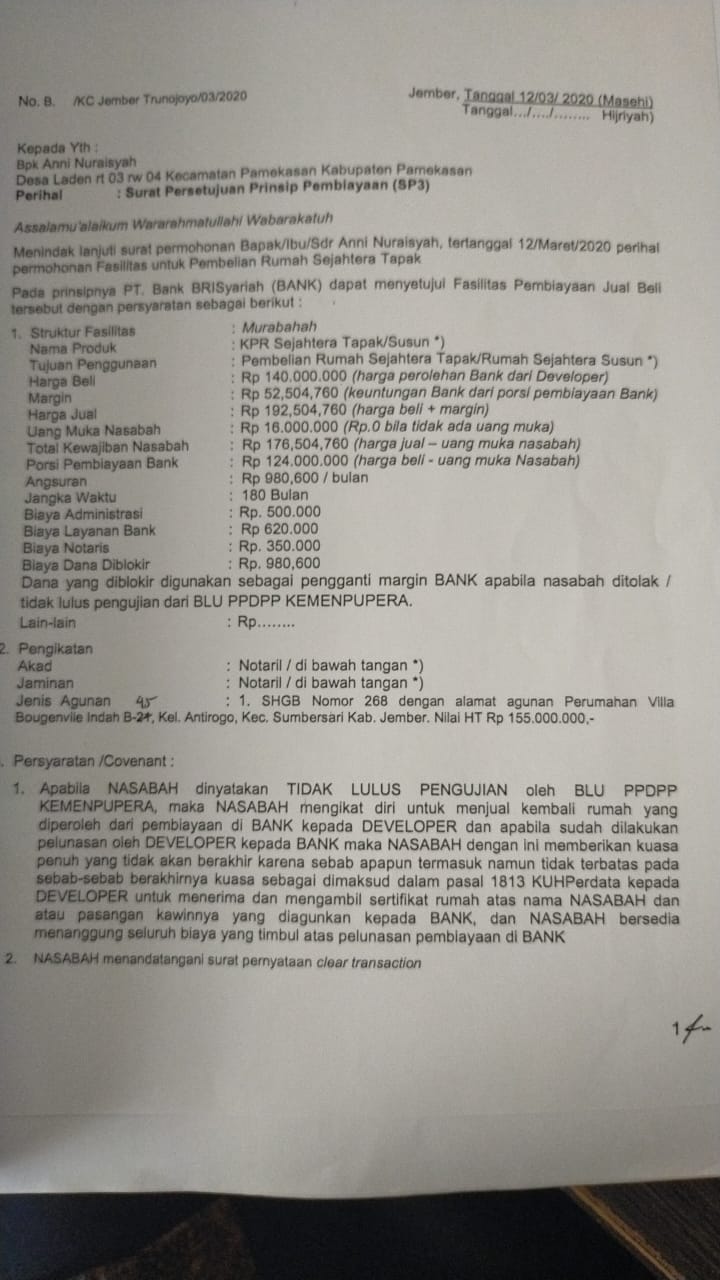 No. B. /KC Jember Trunojoyo/03/2020
Jember, Tanggal 12/03/ 2020 (Masehi)
Tanggal.../..../........ Hijriyah)
Kepada Yth :
Bpk Anni Nuraisyah
Desa Laden rt 03 rw 04 Kecamatan Pamekasan Kabupaten Pamekasan
Perihal : Surat Persetujuan Prinsip Pembiayaan (SP3)
Assalamu'alaikum Wararahmatullahi Wabarakatuh
Menindak lanjuti surat permohonan Bapak/Ibu/Sdr Anni Nuraisyah, tertanggal 12/Maret/2020 perihal
permohonan Fasilitas untuk Pembelian Rumah Sejahtera Tapak
Pada prinsipnya PT. Bank BRISyariah (BANK) dapat menyetujui Fasilitas Pembiayaan Jual Beli
tersebut dengan persyaratan sebagai berikut :
1. Struktur Fasilitas : Murabahah
Nama Produk : KPR Sejahtera Tapak/Susun *)
Tujuan Penggunaan : Pembelian Rumah Sejahtera Tapak/Rumah Sejahtera Susun *)
Harga Beli : Rp 140.000.000 (harga perolehan Bank dari Developer)
Margin : Rp 52,504,760 (keuntungan Bank dari porsi pembiayaan Bank)
Harga Jual : Rp 192,504,760 (harga beli + margin)
Uang Muka Nasabah : Rp 16.000.000 (Rp.0 bila tidak ada uang muka)
Total Kewajiban Nasabah : Rp 176,504,760 (harga jual – uang muka nasabah)
Porsi Pembiayaan Bank : Rp 124.000.000 (harga beli - uang muka Nasabah)
Angsuran : Rp 980,600 / bulan
Jangka Waktu : 180 Bulan
Biaya Administrasi : Rp. 500.000
Biaya Layanan Bank : Rp 620.000
Biaya Notaris : Rp. 350.000
Biaya Dana Diblokir : Rp. 980,600
Dana yang diblokir digunakan sebagai pengganti margin BANK apabila nasabah ditolak /
tidak lulus pengujian dari BLU PPDPP KEMENPUPERA.
Lain-lain : Rp........
2. Pengikatan
Akad : Notaril / di bawah tangan *)
Jaminan : Notaril / di bawah tangan *)
Jenis Agunan 45 : 1. SHGB Nomor 268 dengan alamat agunan Perumahan Villa
Bougenvile Indah B-24, Kel. Antirogo, Kec. Sumbersari Kab. Jember. Nilai HT Rp 155.000.000,-
. Persyaratan /Covenant :
1. Apabila NASABAH dinyatakan TIDAK LULUS PENGUJIAN oleh BLU PPDPP
KEMENPUPERA, maka NASABAH mengikat diri untuk menjual kembali rumah yang
diperoleh dari pembiayaan di BANK kepada DEVELOPER dan apabila sudah dilakukan
pelunasan oleh DEVELOPER kepada BANK maka NASABAH dengan ini memberikan kuasa
penuh yang tidak akan berakhir karena sebab apapun termasuk namun tidak terbatas pada
sebab-sebab berakhirnya kuasa sebagai dimaksud dalam pasal 1813 KUHPerdata kepada
DEVELOPER untuk menerima dan mengambil sertifikat rumah atas nama NASABAH dan
atau pasangan kawinnya yang diagunkan kepada BANK, dan NASABAH bersedia
menanggung seluruh biaya yang timbul atas pelunasan pembiayaan di BANK
2. NASABAH menandatangani surat pernyataan clear transaction
1